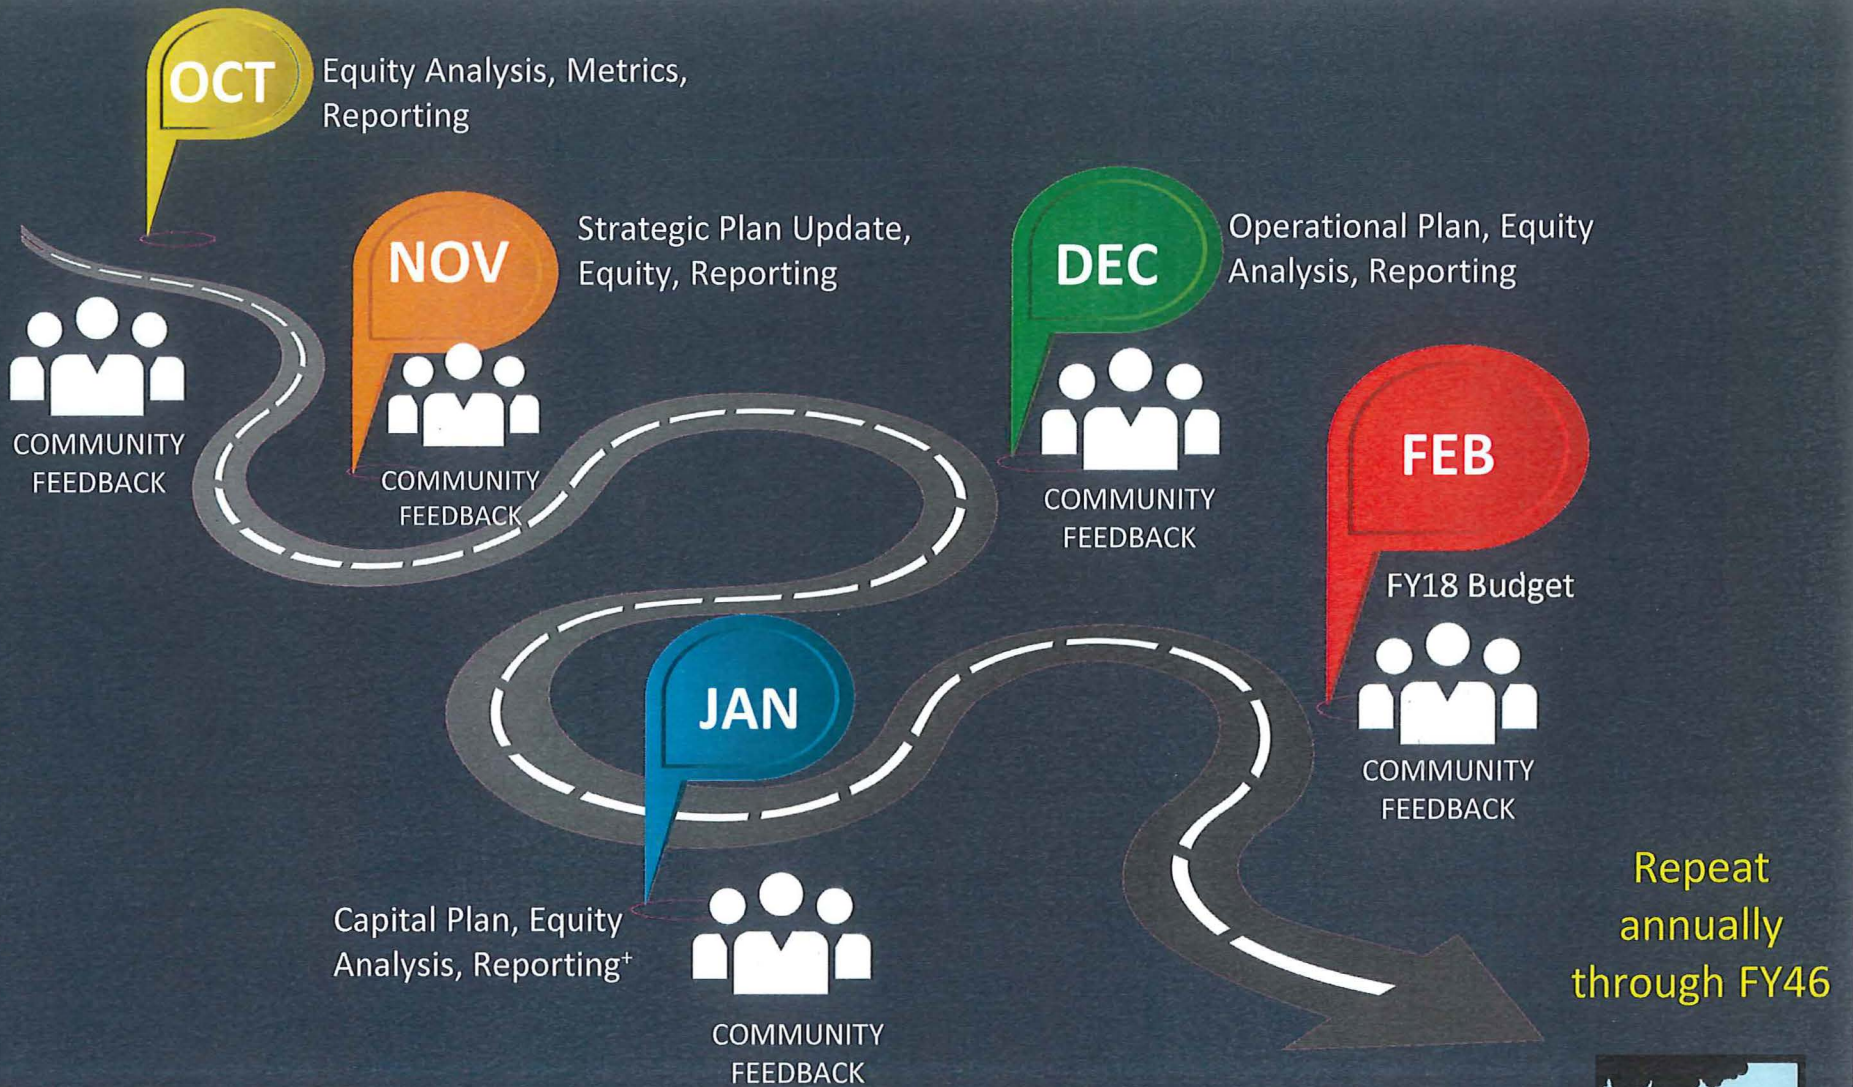 OCT
Equity Analysis, Metrics,
Reporting
COMMUNITY
FEEDBACK
NOV
Strategic Plan Update,
Equity, Reporting
COMMUNITY
FEEDBACK
DEC
Operational Plan, Equity
Analysis, Reporting
COMMUNITY
FEEDBACK
JAN
Capital Plan, Equity
Analysis, Reporting⁺
COMMUNITY
FEEDBACK
FEB
FY18 Budget
COMMUNITY
FEEDBACK
Repeat
annually
through FY46